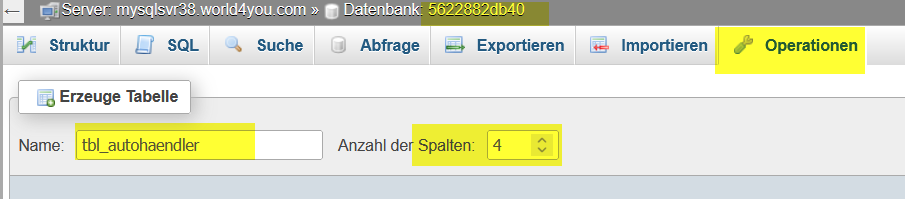 ← Server: mysqlsvr38.world4you.com » Datenbank: 5622882db40
Struktur SQL Suche Abfrage Exportieren Importieren Operationen
Erzeuge Tabelle
Name: tbl_autohaendler Anzahl der Spalten: 4